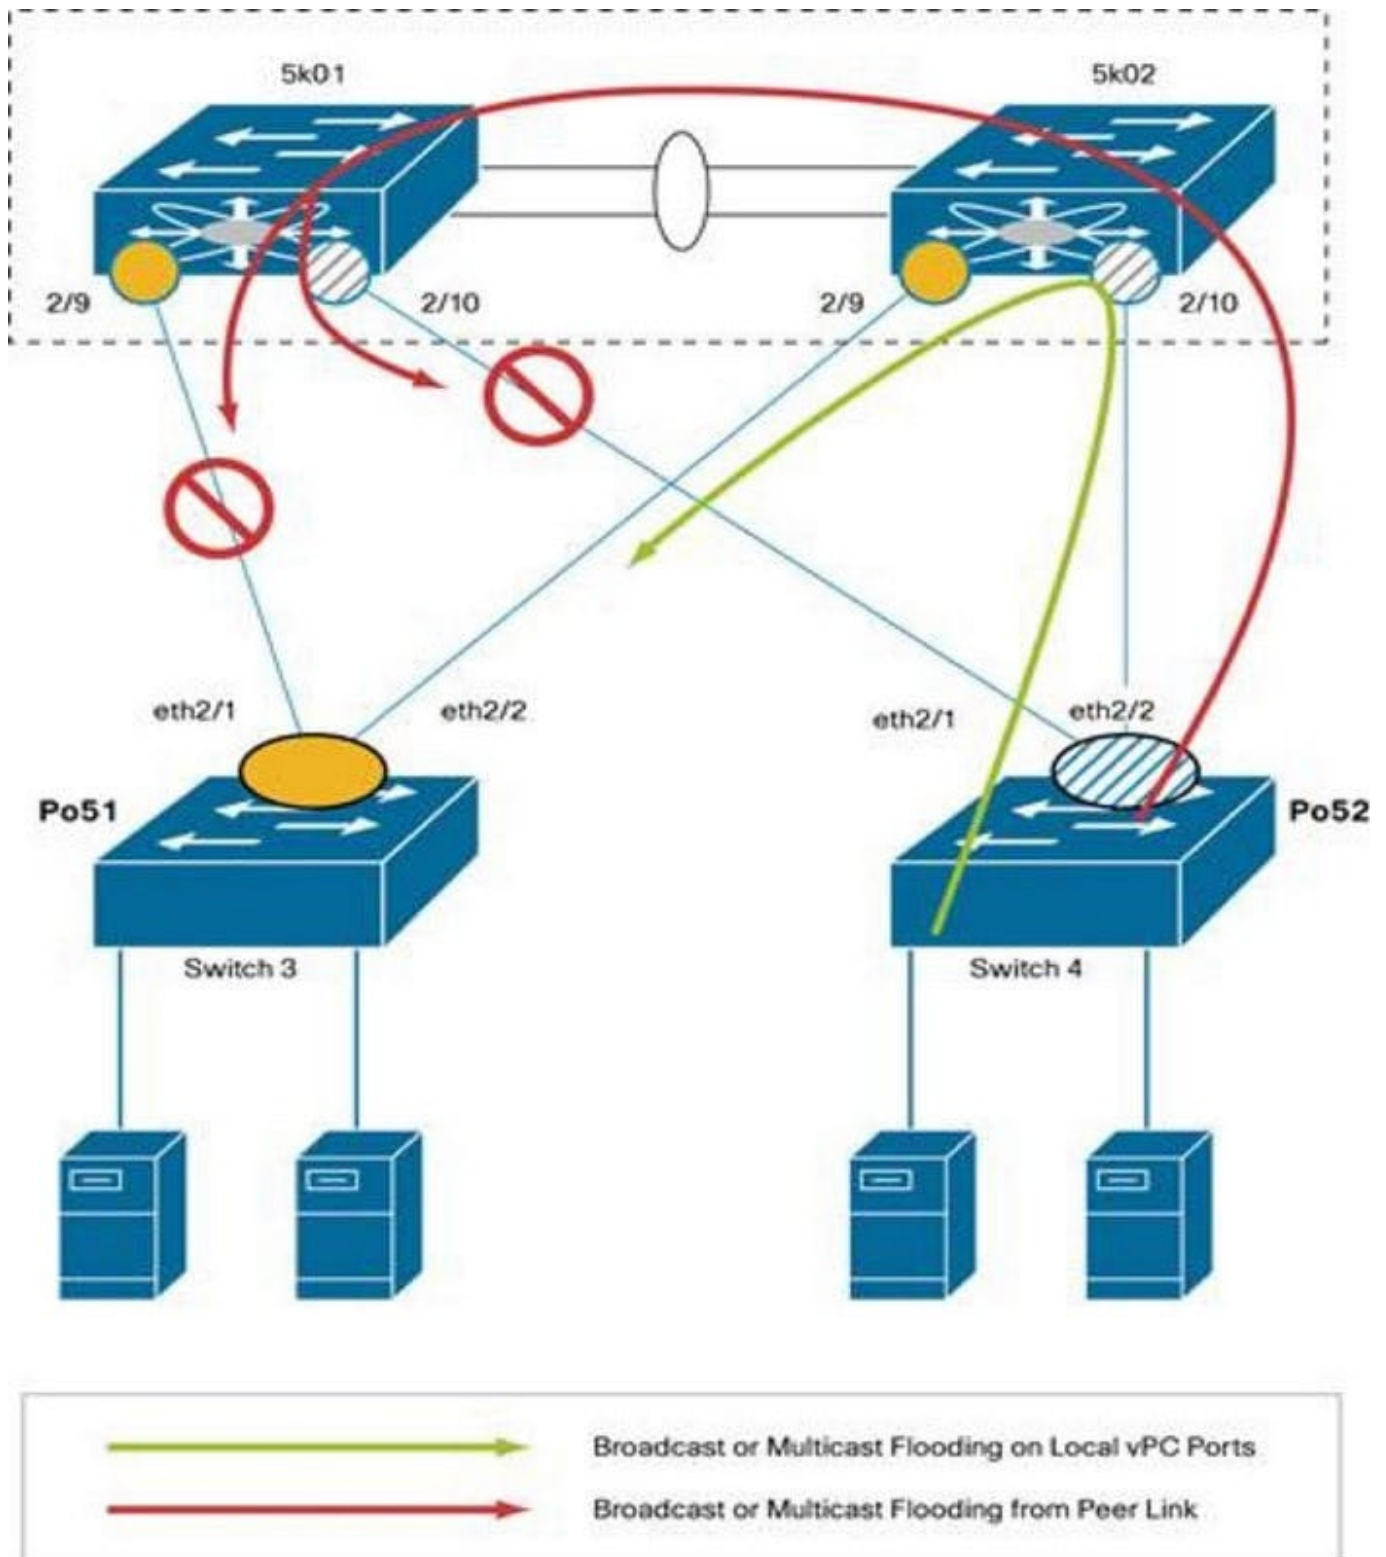 5k01
5k02
2/9
2/10
2/9
2/10
eth2/1
eth2/2
eth2/1
eth2/2
Po51
Po52
Switch 3
Switch 4
Broadcast or Multicast Flooding on Local vPC Ports
Broadcast or Multicast Flooding from Peer Link